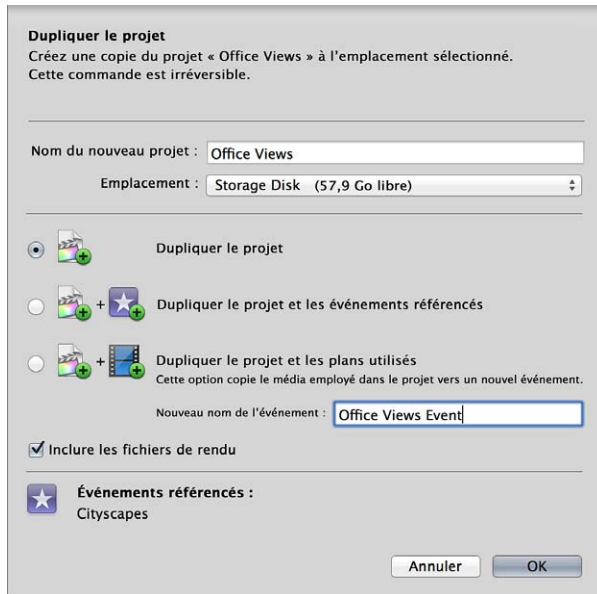 Dupliquer le projet
Créez une copie du projet « Office Views » à l’emplacement sélectionné.
Cette commande est irréversible.
Nom du nouveau projet : Office Views
Emplacement : Storage Disk (57,9 Go libre)
Dupliquer le projet
+ Dupliquer le projet et les événements référencés
+ Dupliquer le projet et les plans utilisés
Cette option copie le média employé dans le projet vers un nouvel événement.
Nouveau nom de l’événement : Office Views Event
Inclure les fichiers de rendu
Événements référencés :
Cityscapes
Annuler OK